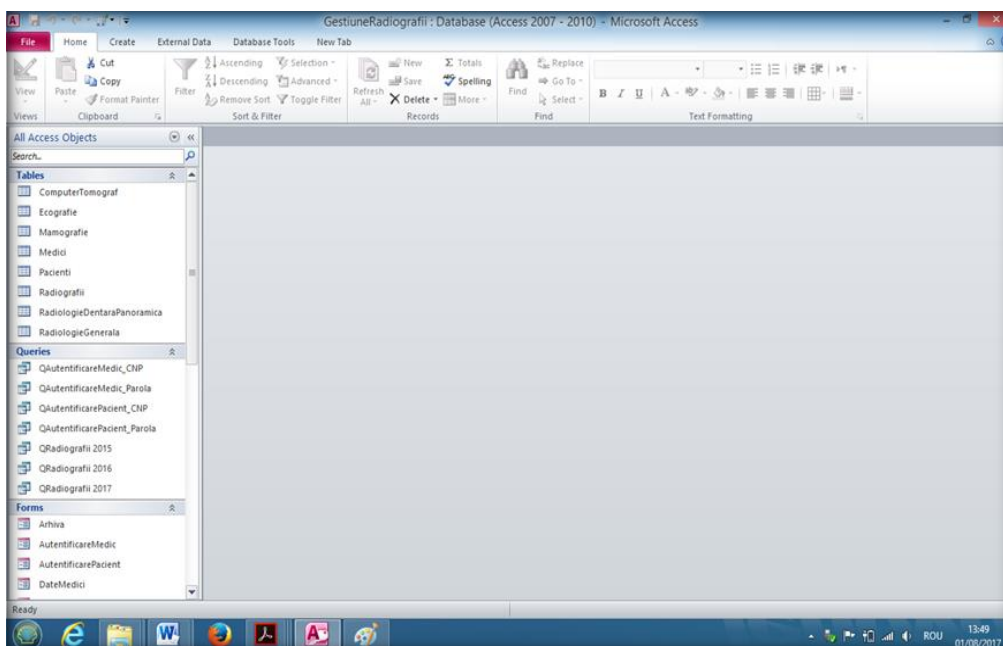 GestiuneRadiografii : Database (Access 2007 - 2010) - Microsoft Access
File Home Create External Data Database Tools New Tab
View
Views
Paste
Cut
Copy
Format Painter
Clipboard
Filter
Ascending
Descending
Remove Sort
Selection
Advanced
Toggle Filter
Sort & Filter
Refresh
All
New
Save
Delete
Totals
Spelling
More
Records
Find
Replace
Go To
Select
Find
B I U A
Text Formatting
All Access Objects
Search...
Tables
ComputerTomograf
Ecografie
Mamografie
Medici
Pacienti
Radiografii
RadiologieDentaraPanoramica
RadiologieGenerala
Queries
QAutentificareMedic_CNP
QAutentificareMedic_Parola
QAutentificarePacient_CNP
QAutentificarePacient_Parola
QRadiografii 2015
QRadiografii 2016
QRadiografii 2017
Forms
Arhiva
AutentificareMedic
AutentificarePacient
DateMedici
Ready
ROU
13:49
01/08/2017